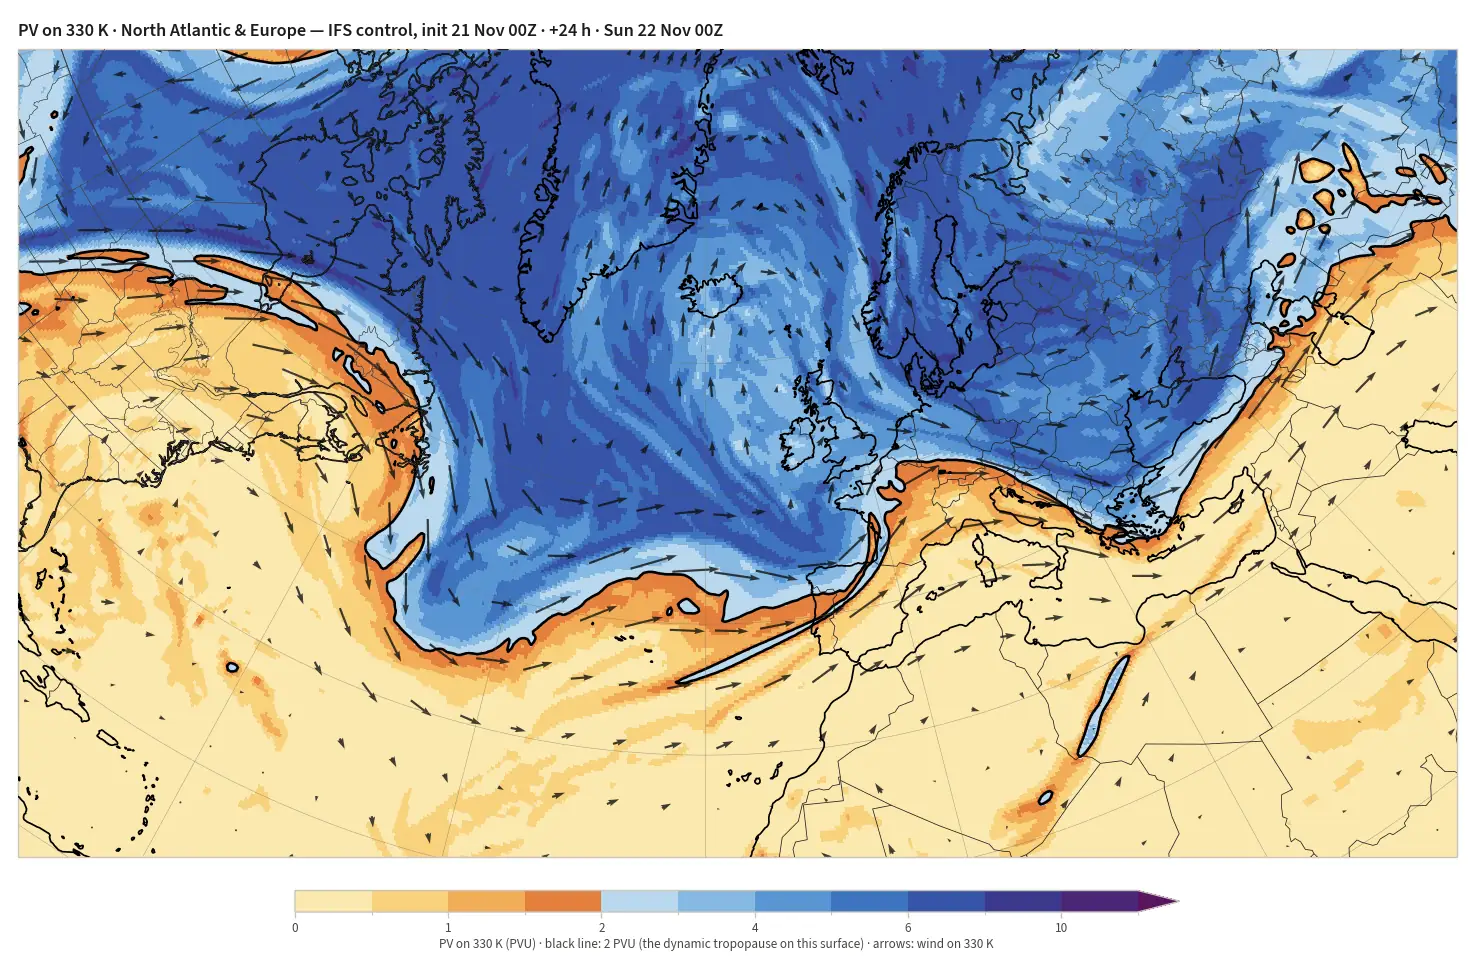 PV on 330 K · North Atlantic & Europe — IFS control, init 21 Nov 00Z · +24 h · Sun 22 Nov 00Z
0 1 2 4 6 10
PV on 330 K (PVU) · black line: 2 PVU (the dynamic tropopause on this surface) · arrows: wind on 330 K